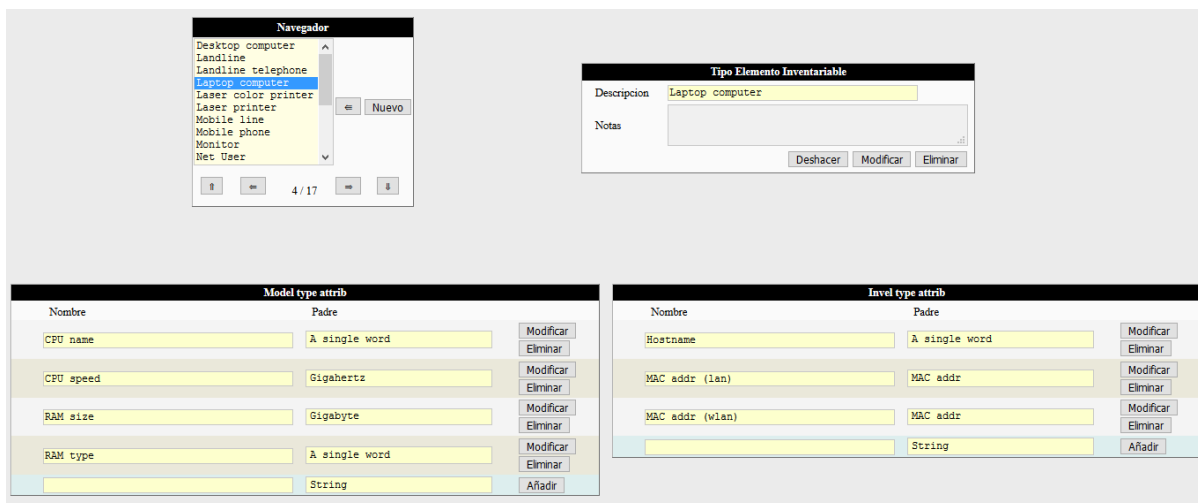 Navegador
Desktop computer
Landline
Landline telephone
Laptop computer
Laser color printer
Laser printer
Mobile line
Mobile phone
Monitor
Net User
Nuevo
4 / 17
Tipo Elemento Inventariable
Descripcion Laptop computer
Notas
Deshacer Modificar Eliminar
Model type attrib
Nombre Padre
CPU name A single word Modificar
Eliminar
CPU speed Gigahertz Modificar
Eliminar
RAM size Gigabyte Modificar
Eliminar
RAM type A single word Modificar
Eliminar
String Añadir
Invel type attrib
Nombre Padre
Hostname A single word Modificar
Eliminar
MAC addr (lan) MAC addr Modificar
Eliminar
MAC addr (wlan) MAC addr Modificar
Eliminar
String Añadir